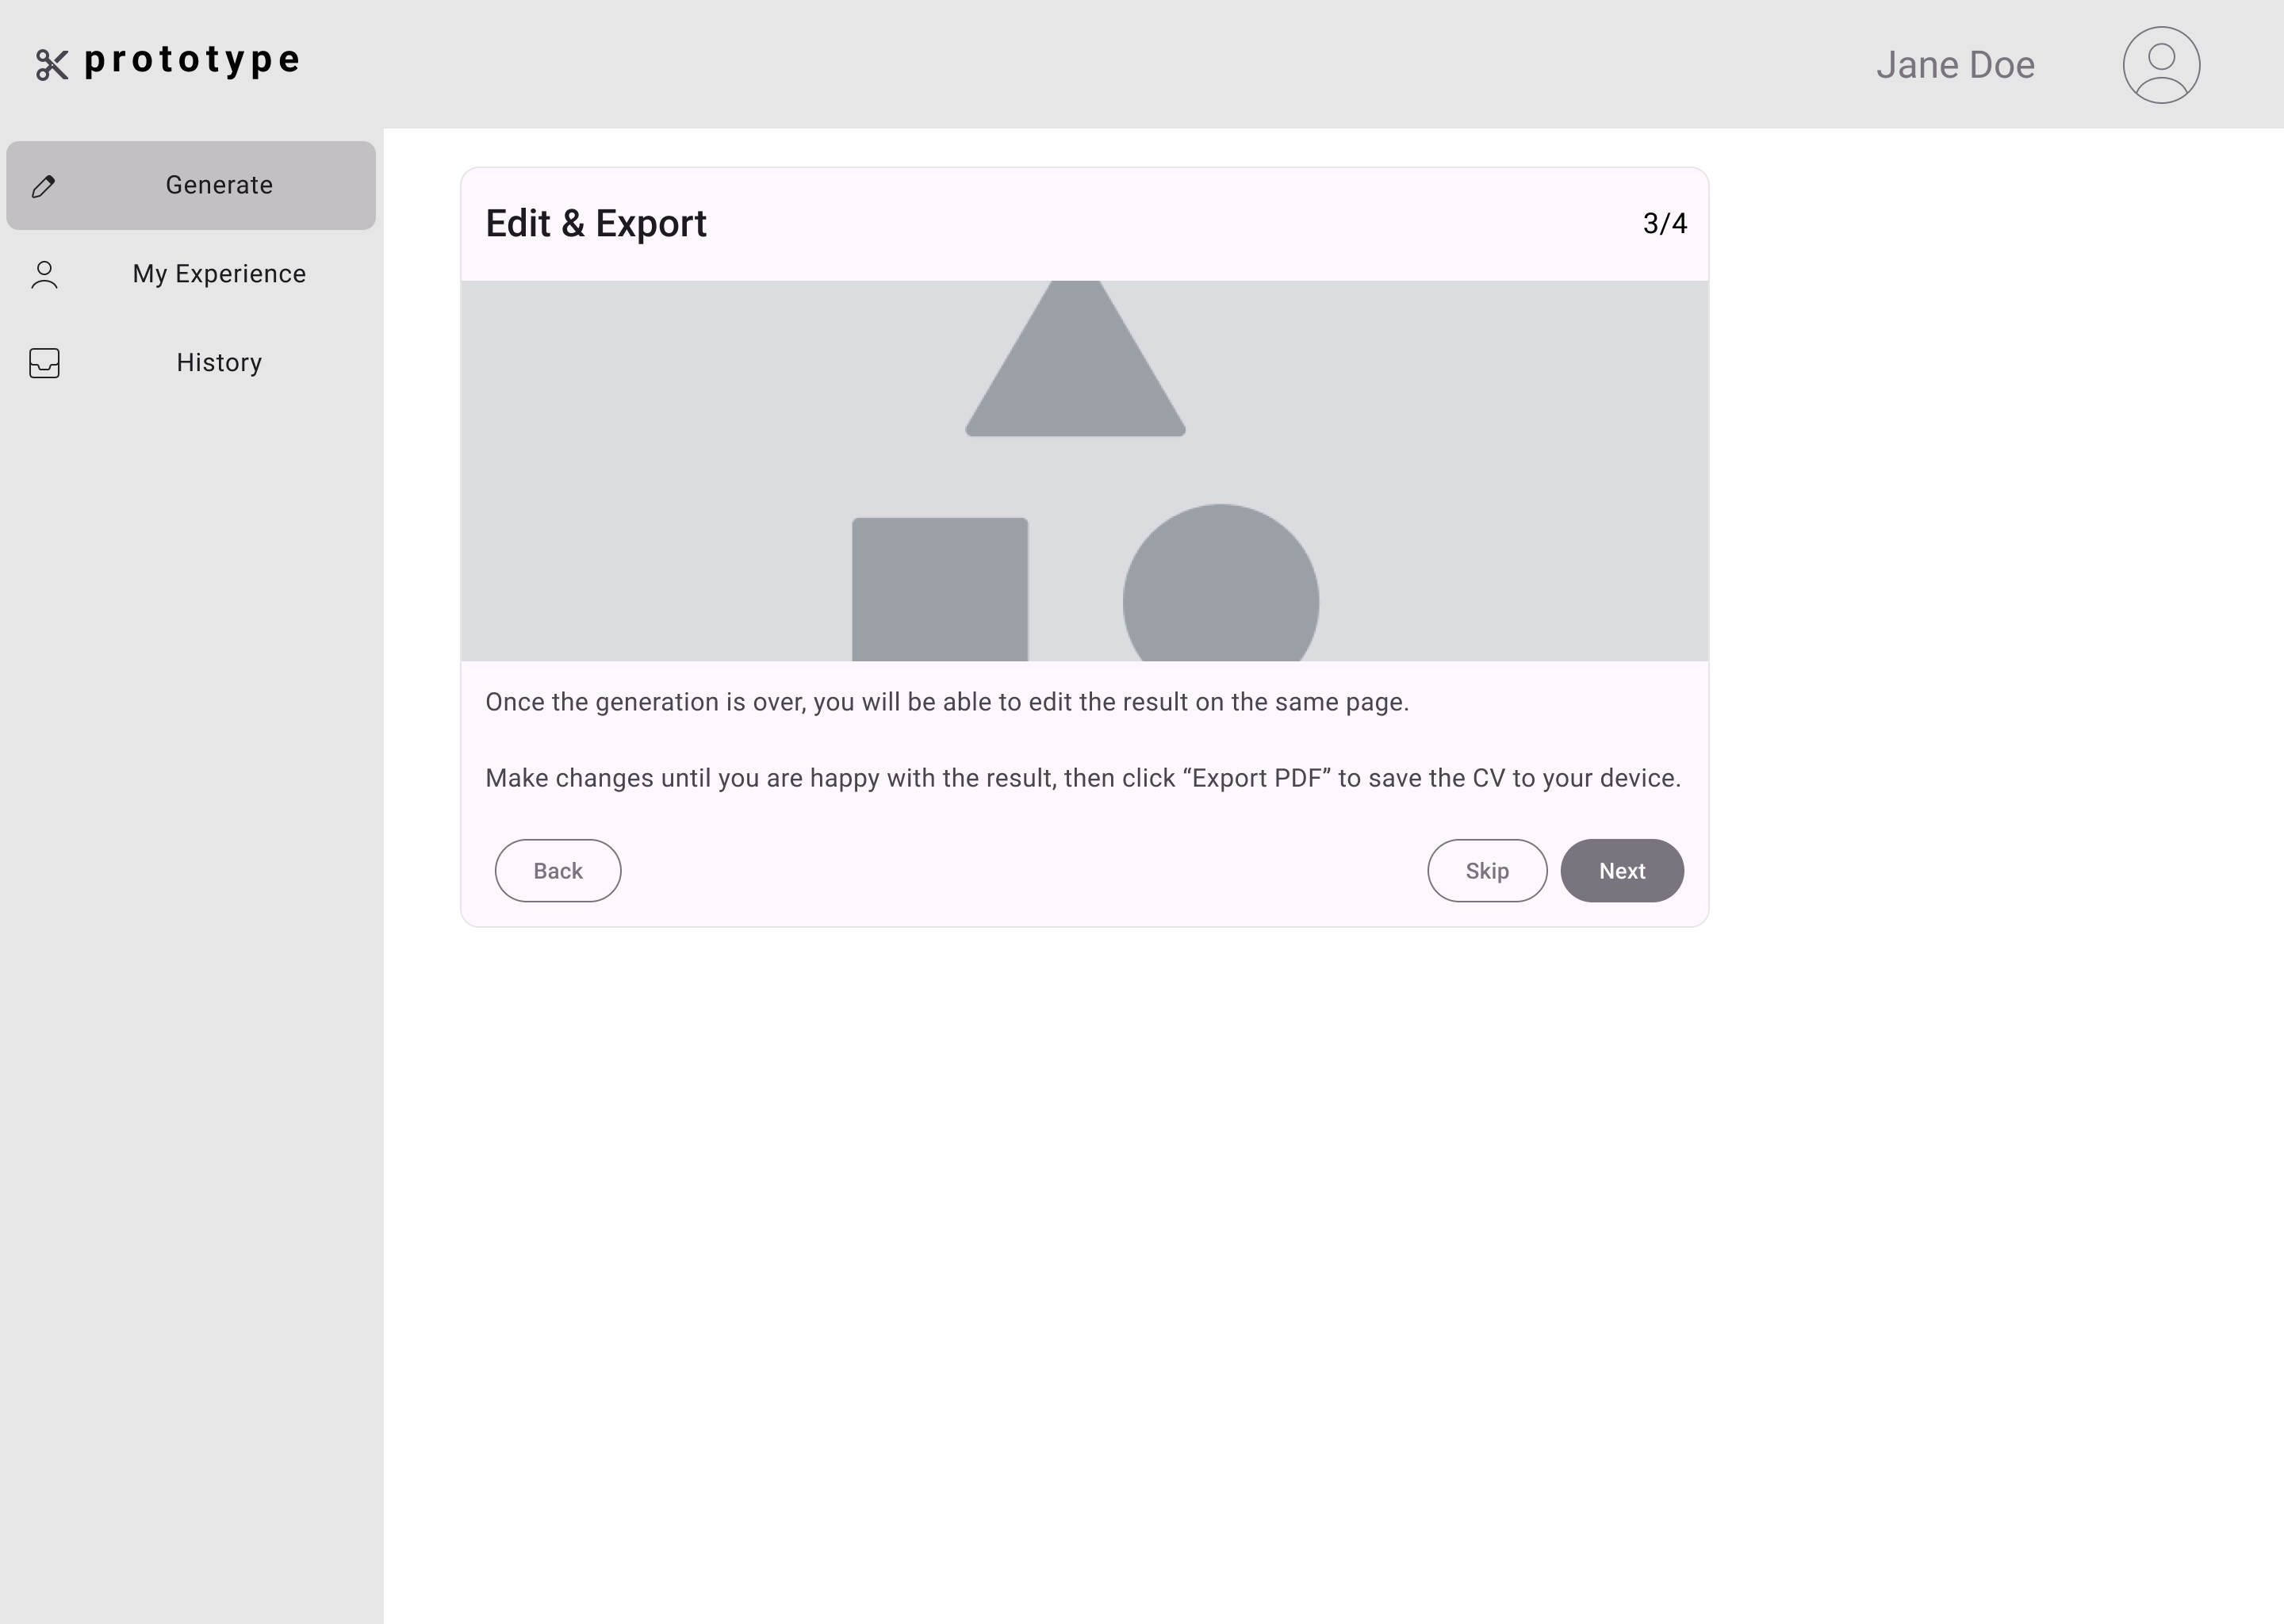 prototype
Jane Doe
Generate
My Experience
History
Edit & Export
3/4
Once the generation is over, you will be able to edit the result on the same page.
Make changes until you are happy with the result, then click “Export PDF” to save the CV to your device.
Back
Skip
Next